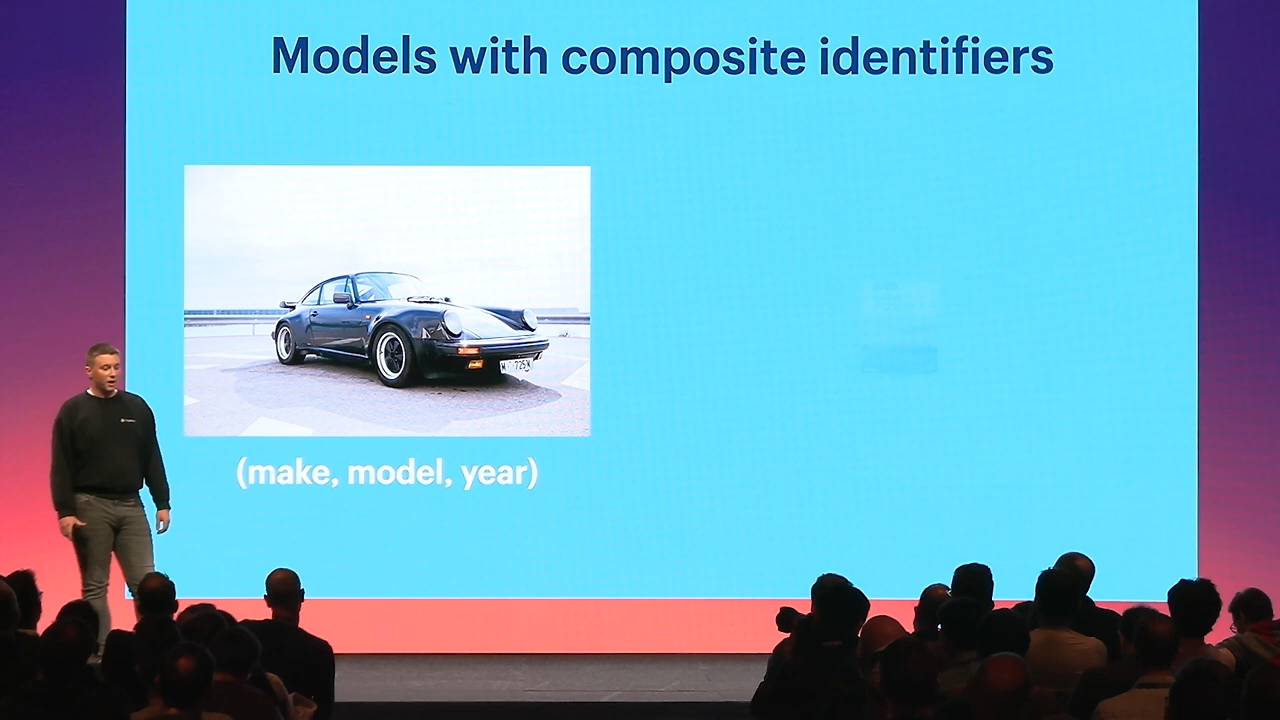 Models with composite identifiers
(make, model, year)